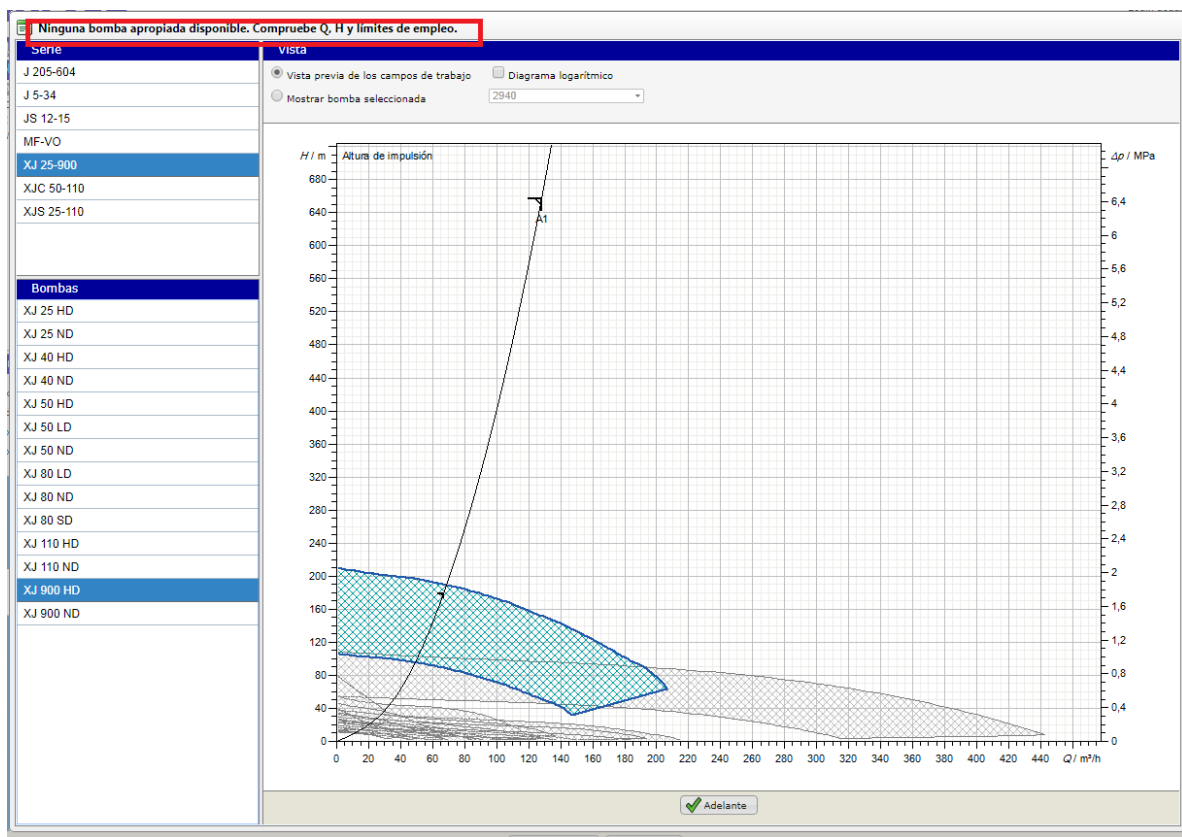 Ninguna bomba apropiada disponible. Compruebe Q, H y límites de empleo.
Serie
J 205-604
J 5-34
JS 12-15
MF-VO
XJ 25-900
XJC 50-110
XJS 25-110
Bombas
XJ 25 HD
XJ 25 ND
XJ 40 HD
XJ 40 ND
XJ 50 HD
XJ 50 LD
XJ 50 ND
XJ 80 LD
XJ 80 ND
XJ 80 SD
XJ 110 HD
XJ 110 ND
XJ 900 HD
XJ 900 ND
Vista
Vista previa de los campos de trabajo
Diagrama logarítmico
Mostrar bomba seleccionada
2940
H / m
Altura de impulsión
Δp / MPa
680
640
600
560
520
480
440
400
360
320
280
240
200
160
120
80
40
0
A1
6,4
6
5,6
5,2
4,8
4,4
4
3,6
3,2
2,8
2,4
2
1,6
1,2
0,8
0,4
0
0 20 40 60 80 100 120 140 160 180 200 220 240 260 280 300 320 340 360 380 400 420 440 Q / m³/h
Adelante